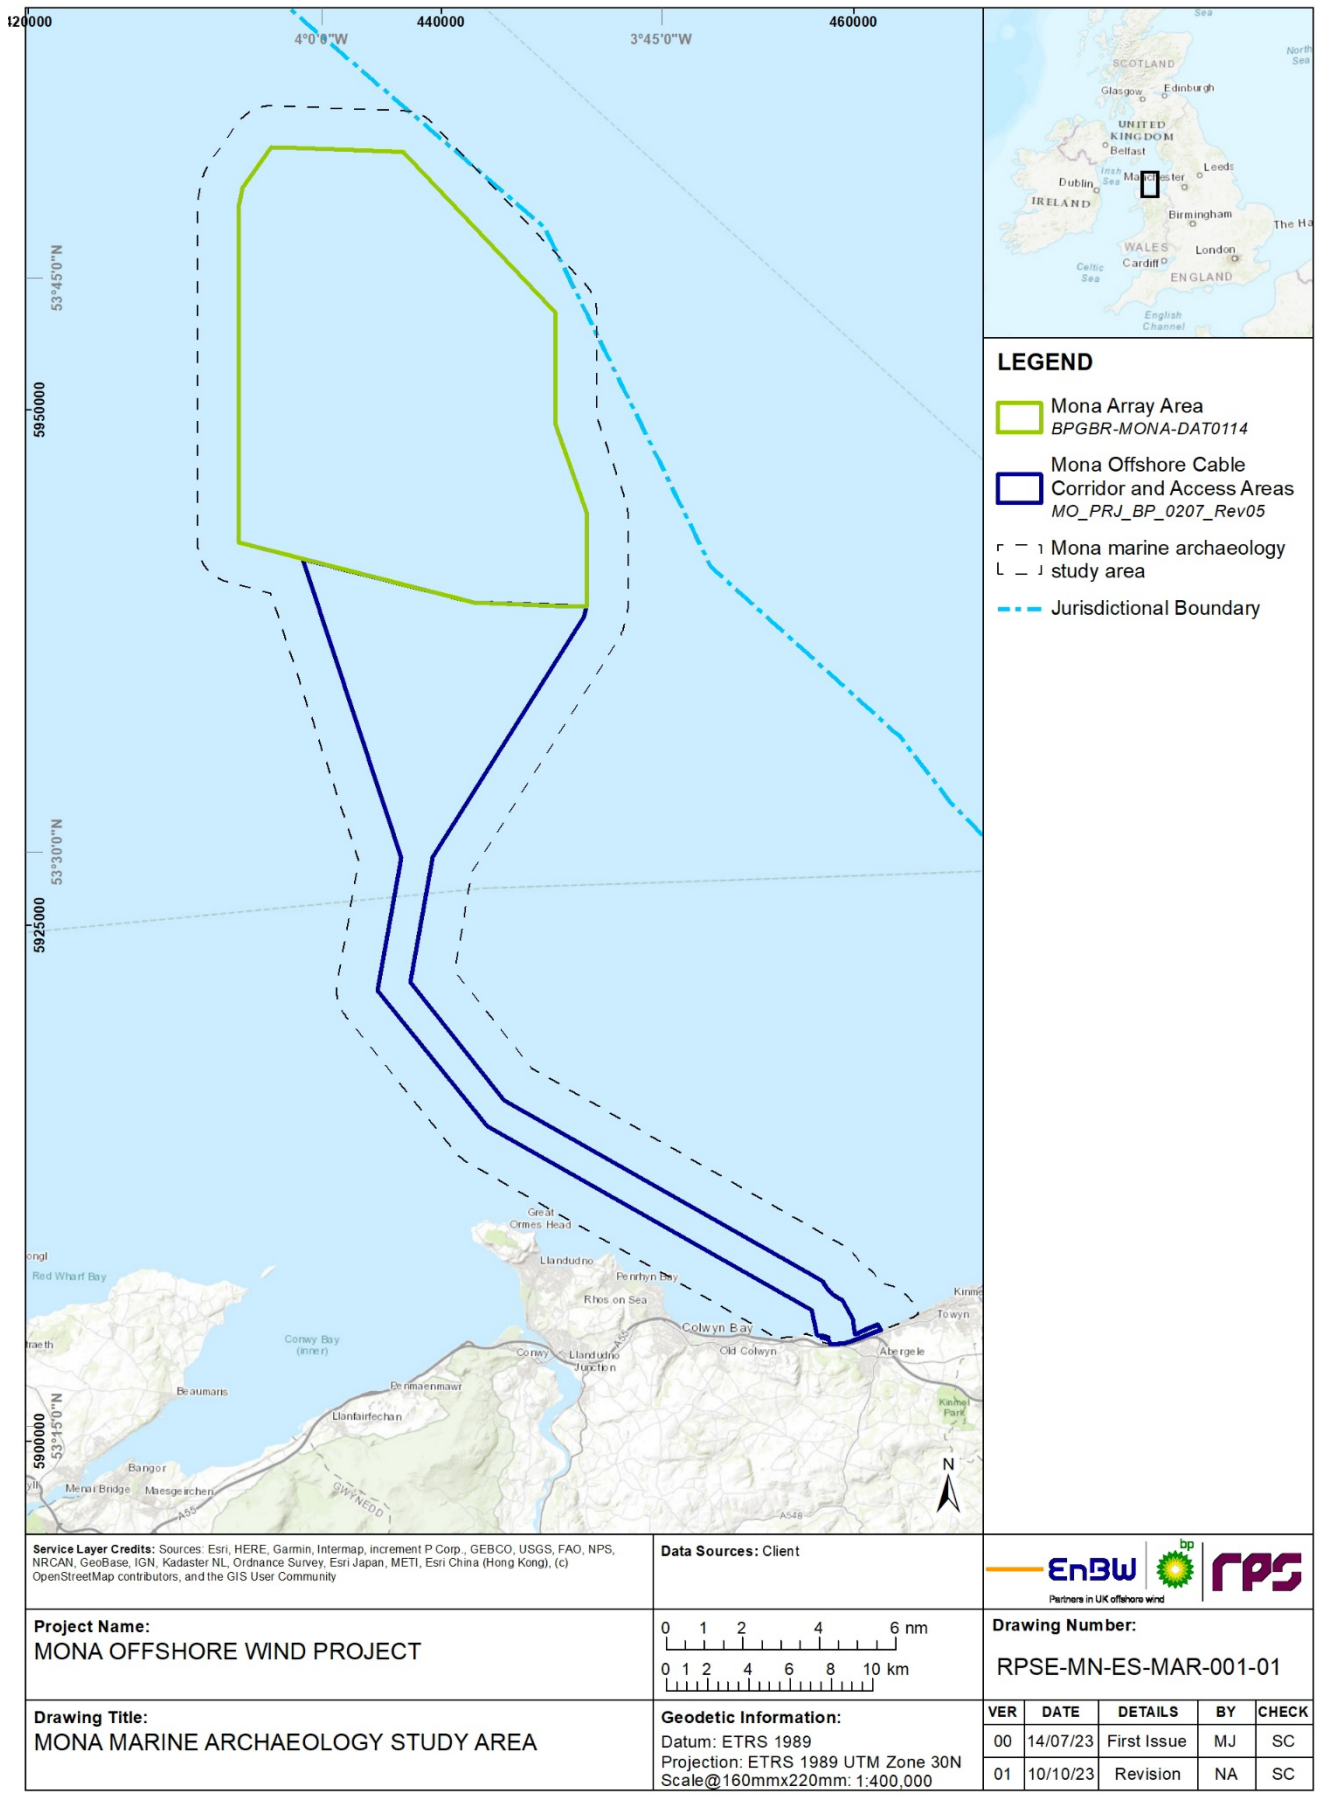 420000
440000
460000
4°0'0"W
3°45'0"W
53°45'0"N
5950000
53°30'0"N
5925000
53°15'0"N
5900000
Great
Ormes Head
Llandudno
Penrhyn Bay
Rhos on Sea
Colwyn Bay
Old Colwyn
Abergele
Towyn
Kinmel
Park
Red Wharf Bay
Conwy Bay
(inner)
Beaumaris
Conwy
Llandudno
Junction
A55
Penmaenmawr
Llanfairfechan
Bangor
Menai Bridge
Maesgeirchen
A55
GWYNEDD
A548
N
Sea
North
Sea
SCOTLAND
Glasgow
Edinburgh
UNITED
KINGDOM
Belfast
Irish
Sea
Manchester
Leeds
Dublin
IRELAND
Birmingham
The Ha
WALES
London
Cardiff
Celtic
Sea
ENGLAND
English
Channel
LEGEND
Mona Array Area
BPGBR-MONA-DAT0114
Mona Offshore Cable
Corridor and Access Areas
MO_PRJ_BP_0207_Rev05
Mona marine archaeology
study area
Jurisdictional Boundary
Service Layer Credits: Sources: Esri, HERE, Garmin, Intermap, increment P Corp., GEBCO, USGS, FAO, NPS,
NRCAN, GeoBase, IGN, Kadaster NL, Ordnance Survey, Esri Japan, METI, Esri China (Hong Kong), (c)
OpenStreetMap contributors, and the GIS User Community
Data Sources: Client
EnBW
bp
rps
Partners in UK offshore wind
Project Name:
MONA OFFSHORE WIND PROJECT
0 1 2 4 6 nm
0 1 2 4 6 8 10 km
Drawing Number:
RPSE-MN-ES-MAR-001-01
Drawing Title:
MONA MARINE ARCHAEOLOGY STUDY AREA
Geodetic Information:
Datum: ETRS 1989
Projection: ETRS 1989 UTM Zone 30N
Scale@160mmx220mm: 1:400,000
VER DATE DETAILS BY CHECK
00 14/07/23 First Issue MJ SC
01 10/10/23 Revision NA SC